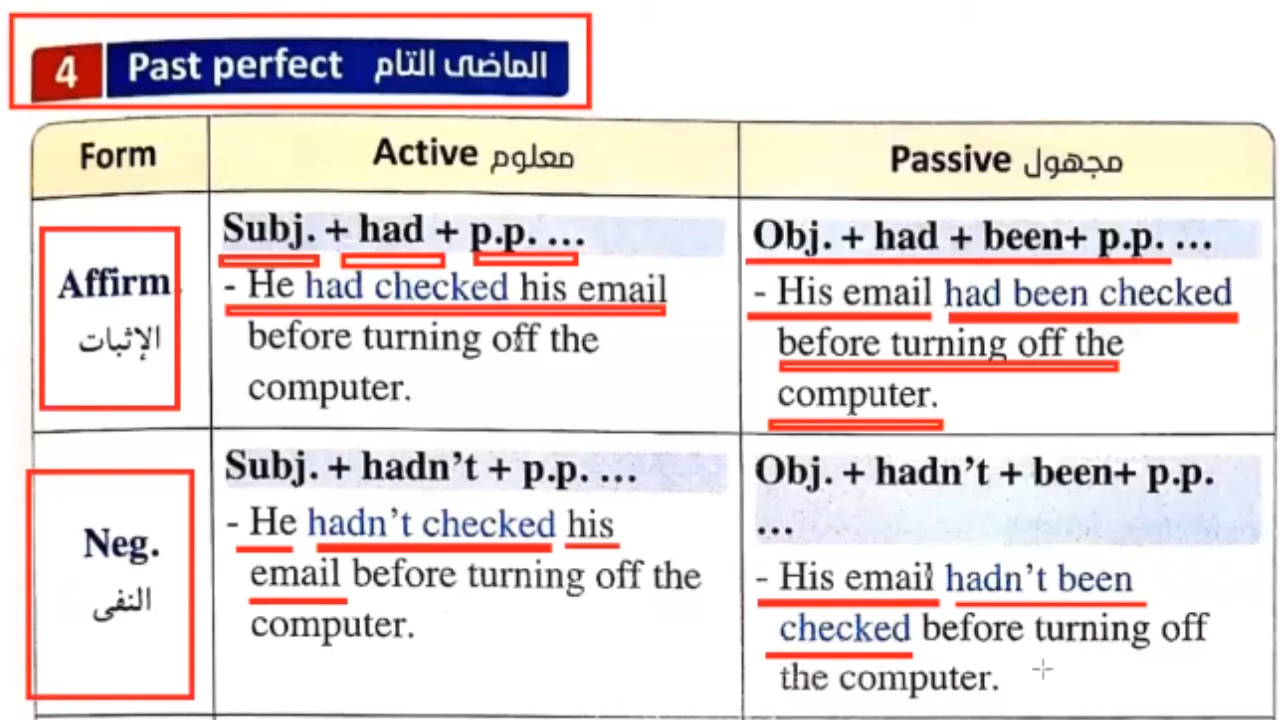 4 Past perfect الماضى التام
Form
Active معلوم
Passive مجهول
Affirm
الإثبات
Subj. + had + p.p. ...
- He had checked his email
before turning off the
computer.
Obj. + had + been+ p.p. ...
- His email had been checked
before turning off the
computer.
Neg.
النفى
Subj. + hadn’t + p.p. ...
- He hadn’t checked his
email before turning off the
computer.
Obj. + hadn’t + been+ p.p.
...
- His email hadn’t been
checked before turning off
the computer.